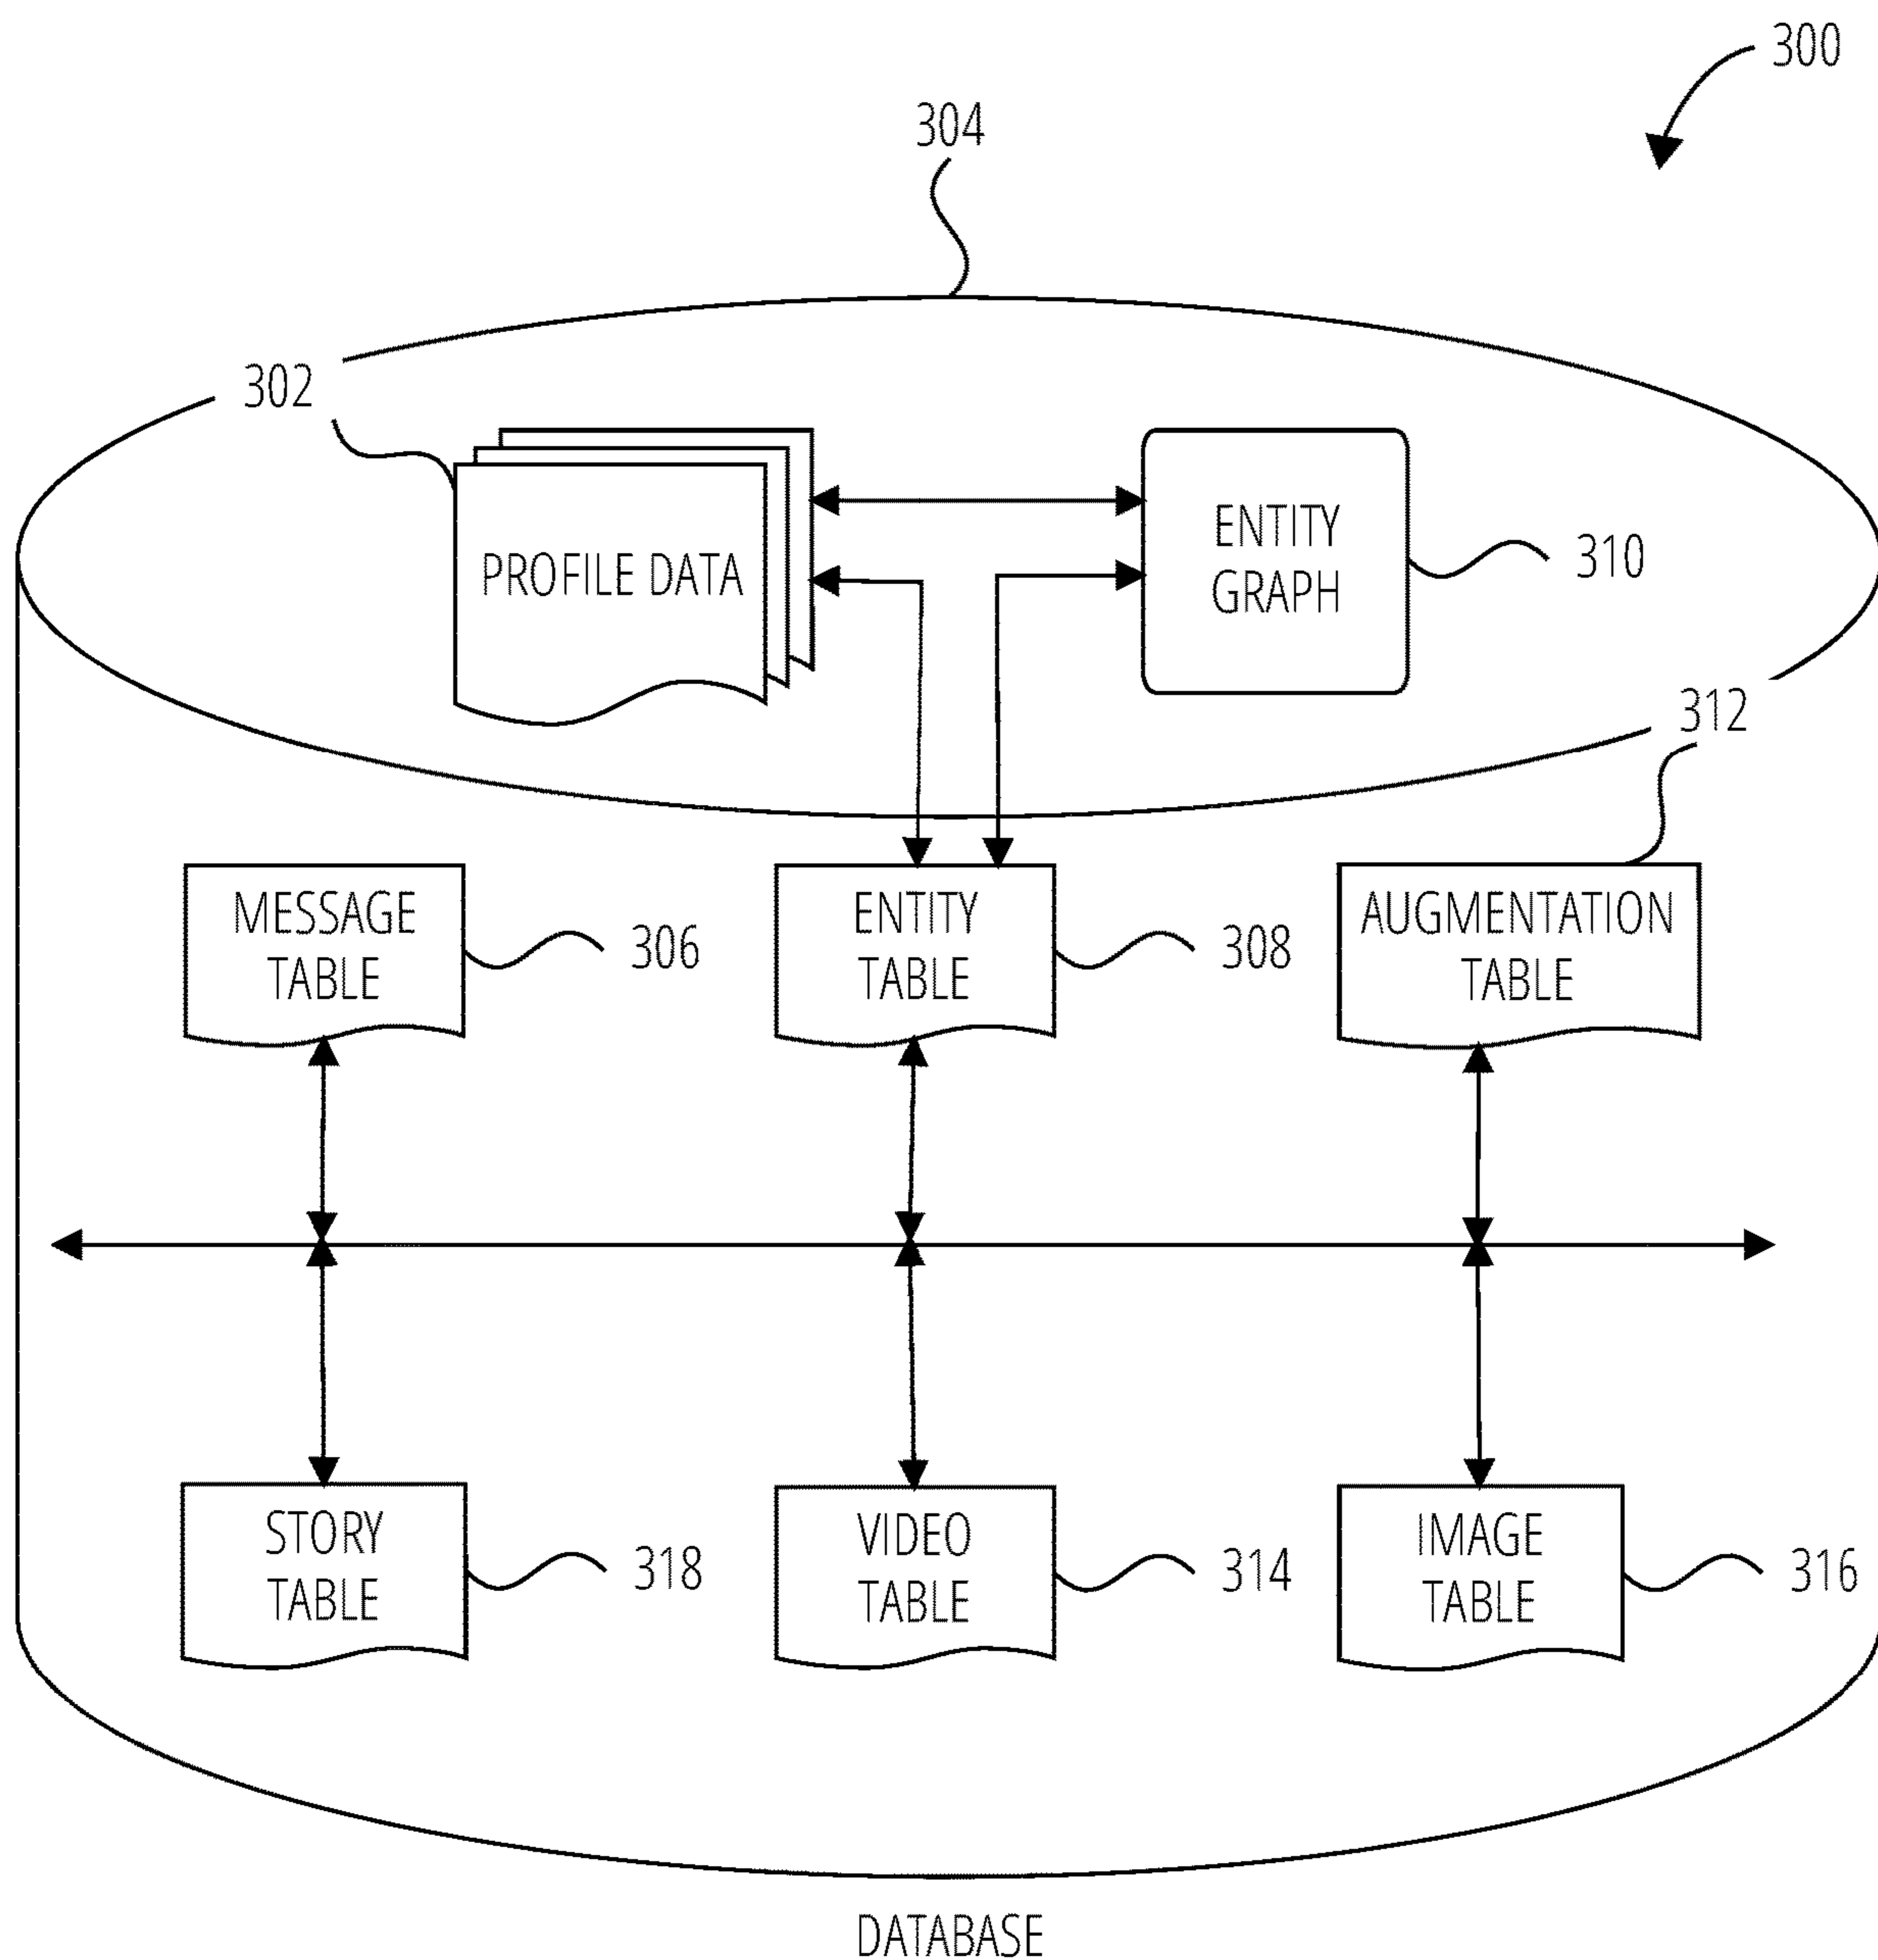 300
304
302
PROFILE DATA
ENTITY
GRAPH
310
312
MESSAGE
TABLE
306
ENTITY
TABLE
308
AUGMENTATION
TABLE
STORY
TABLE
318
VIDEO
TABLE
314
IMAGE
TABLE
316
DATABASE